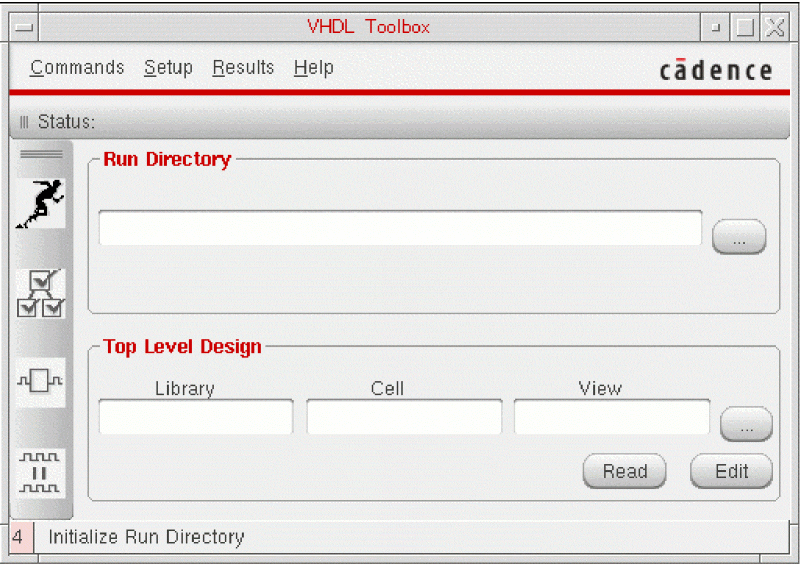 VHDL Toolbox
Commands Setup Results Help
cādence
Status:
Run Directory
...
Top Level Design
Library Cell View
...
Read Edit
4 Initialize Run Directory